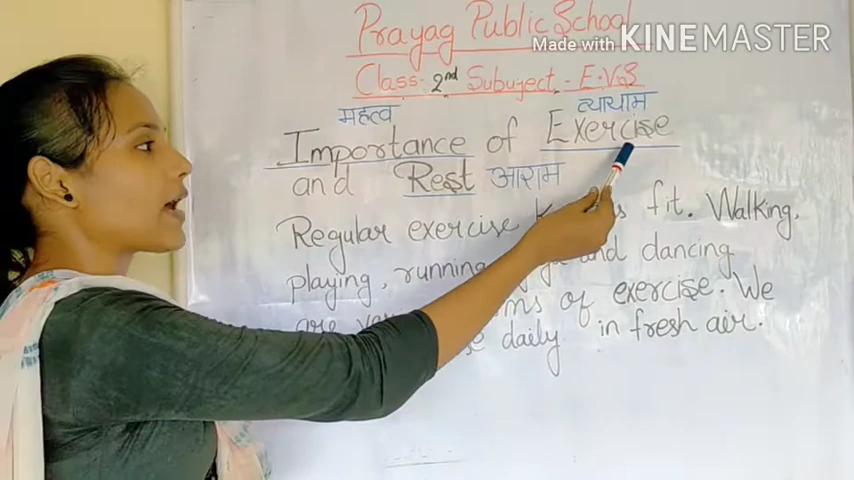 Prayag Public School
Made with KINEMASTER
Class- 2nd Subuject - E.V.S
महत्व व्यायाम
Importance of Exercise
and Rest आराम
Regular exercise fit. Walking,
playing, running and dancing
are of exercise. We
daily in fresh air.